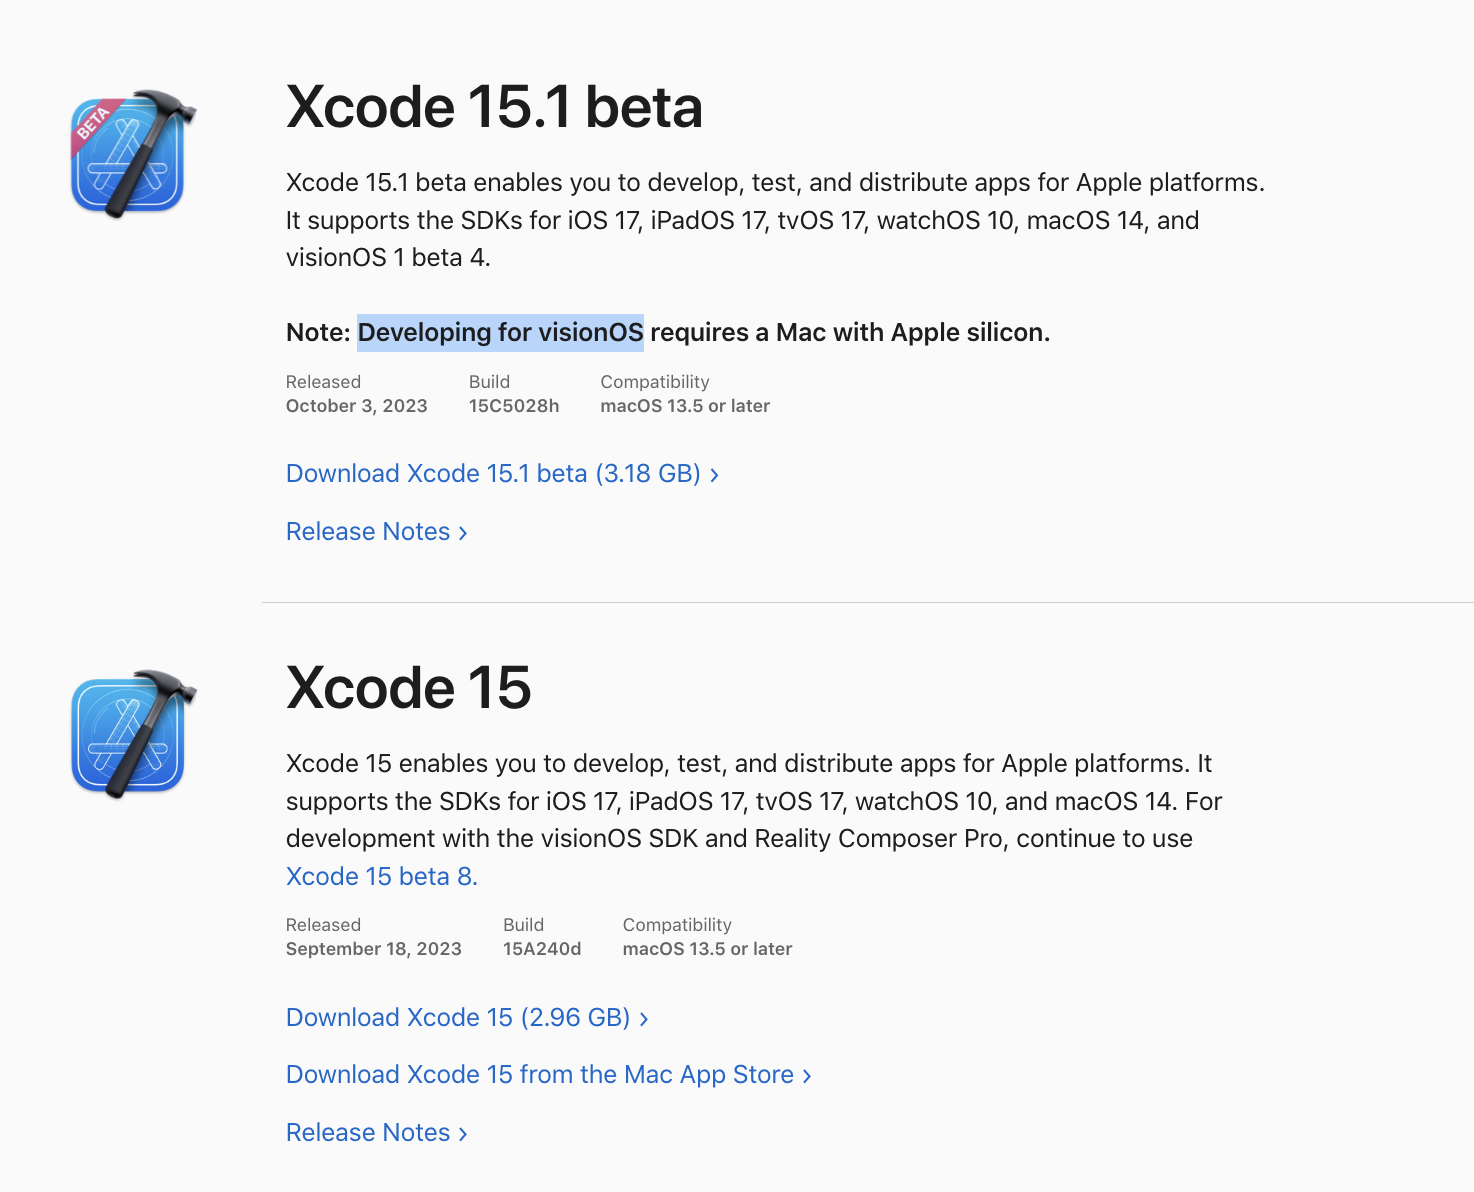 BETA
Xcode 15.1 beta
Xcode 15.1 beta enables you to develop, test, and distribute apps for Apple platforms.
It supports the SDKs for iOS 17, iPadOS 17, tvOS 17, watchOS 10, macOS 14, and
visionOS 1 beta 4.
Note: Developing for visionOS requires a Mac with Apple silicon.
Released Build Compatibility
October 3, 2023 15C5028h macOS 13.5 or later
Download Xcode 15.1 beta (3.18 GB) ›
Release Notes ›
Xcode 15
Xcode 15 enables you to develop, test, and distribute apps for Apple platforms. It
supports the SDKs for iOS 17, iPadOS 17, tvOS 17, watchOS 10, and macOS 14. For
development with the visionOS SDK and Reality Composer Pro, continue to use
Xcode 15 beta 8.
Released Build Compatibility
September 18, 2023 15A240d macOS 13.5 or later
Download Xcode 15 (2.96 GB) ›
Download Xcode 15 from the Mac App Store ›
Release Notes ›